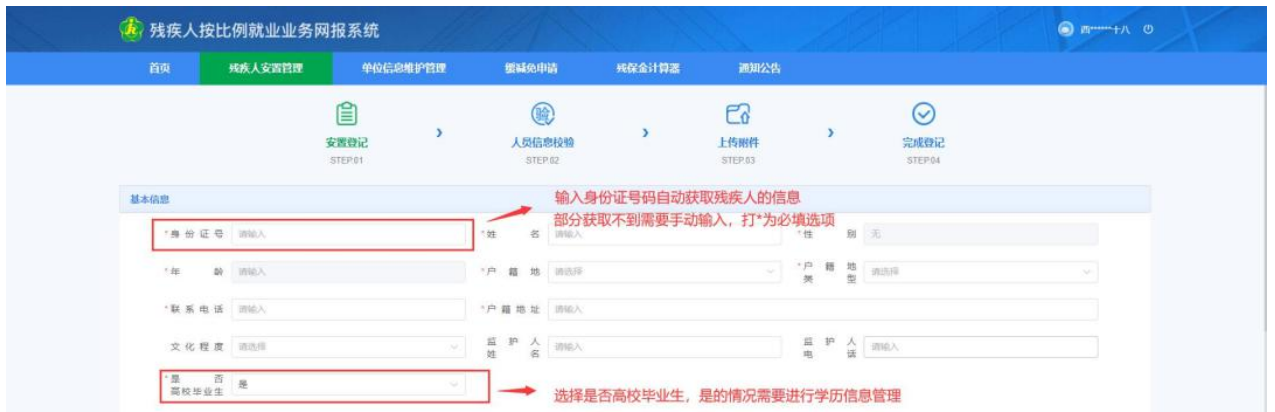 残疾人按比例就业业务网报系统
西******十八
首页 残疾人安置管理 单位信息维护管理 缓减免申请 残保金计算器 通知公告
安置登记 人员信息校验 上传附件 完成登记
STEP.01 STEP.02 STEP.03 STEP.04
基本信息
输入身份证号码自动获取残疾人的信息
部分获取不到需要手动输入，打*为必填选项
*身份证号 请输入 *姓名 请输入 *性别 无
*年龄 请输入 *户籍地 请选择 *户籍地类型 请选择
*联系电话 请输入 *户籍地址 请输入
文化程度 请选择 监护人姓名 请输入 监护人电话 请输入
*是否高校毕业生 是
选择是否高校毕业生，是的情况需要进行学历信息管理